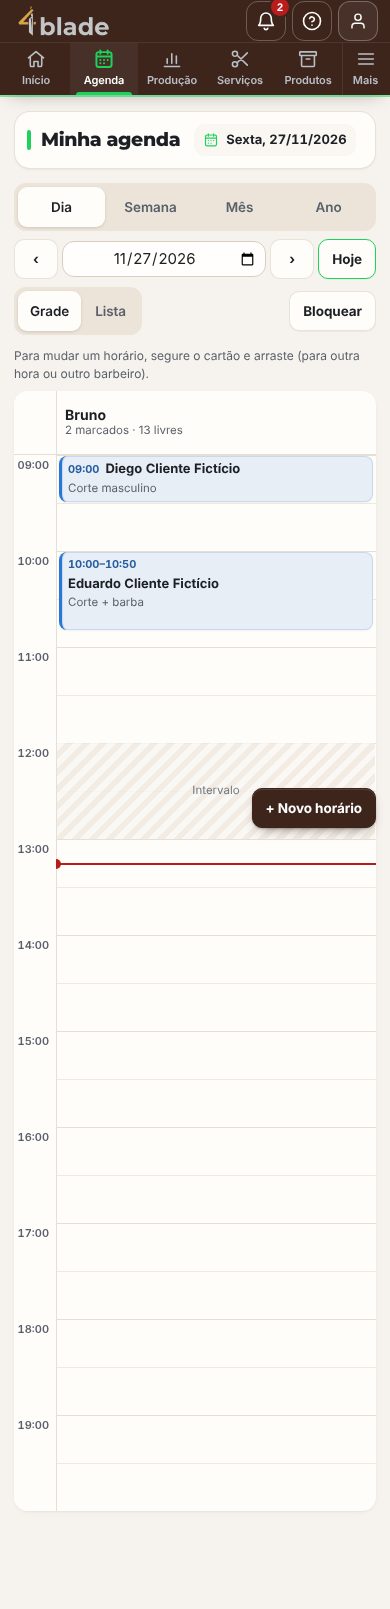 4blade
2
Início
Agenda
Produção
Serviços
Produtos
Mais
Minha agenda
Sexta, 27/11/2026
Dia
Semana
Mês
Ano
‹
11/27/2026
›
Hoje
Grade
Lista
Bloquear
Para mudar um horário, segure o cartão e arraste (para outra
hora ou outro barbeiro).
Bruno
2 marcados · 13 livres
09:00
09:00 Diego Cliente Fictício
Corte masculino
10:00
10:00–10:50
Eduardo Cliente Fictício
Corte + barba
11:00
12:00
Intervalo
+ Novo horário
13:00
14:00
15:00
16:00
17:00
18:00
19:00